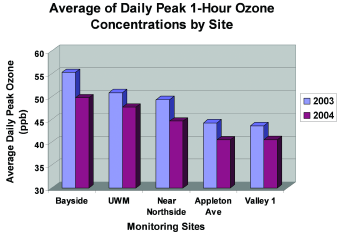 Average of Daily Peak 1-Hour Ozone
Concentrations by Site
Average Daily Peak Ozone
(ppb)
60
55
50
45
40
35
30
Bayside
UWM
Near
Northside
Appleton
Ave
Valley 1
Monitoring Sites
2003
2004